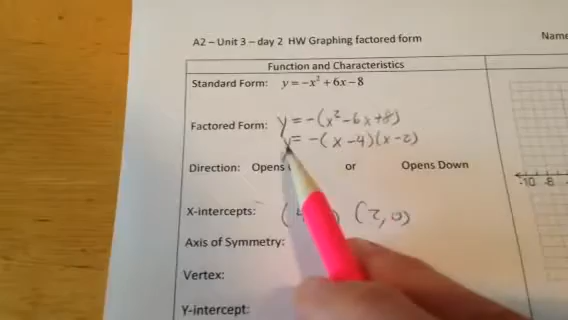 A2 – Unit 3 – day 2 HW Graphing factored form Name
Function and Characteristics
Standard Form: y = −x² + 6x − 8
Factored Form: y = -(x² - 6x + 8)
y = -(x - 4)(x - 2)
Direction: Opens or Opens Down
-10 -8
X-intercepts: (2, 0)
Axis of Symmetry:
Vertex:
Y-intercept: